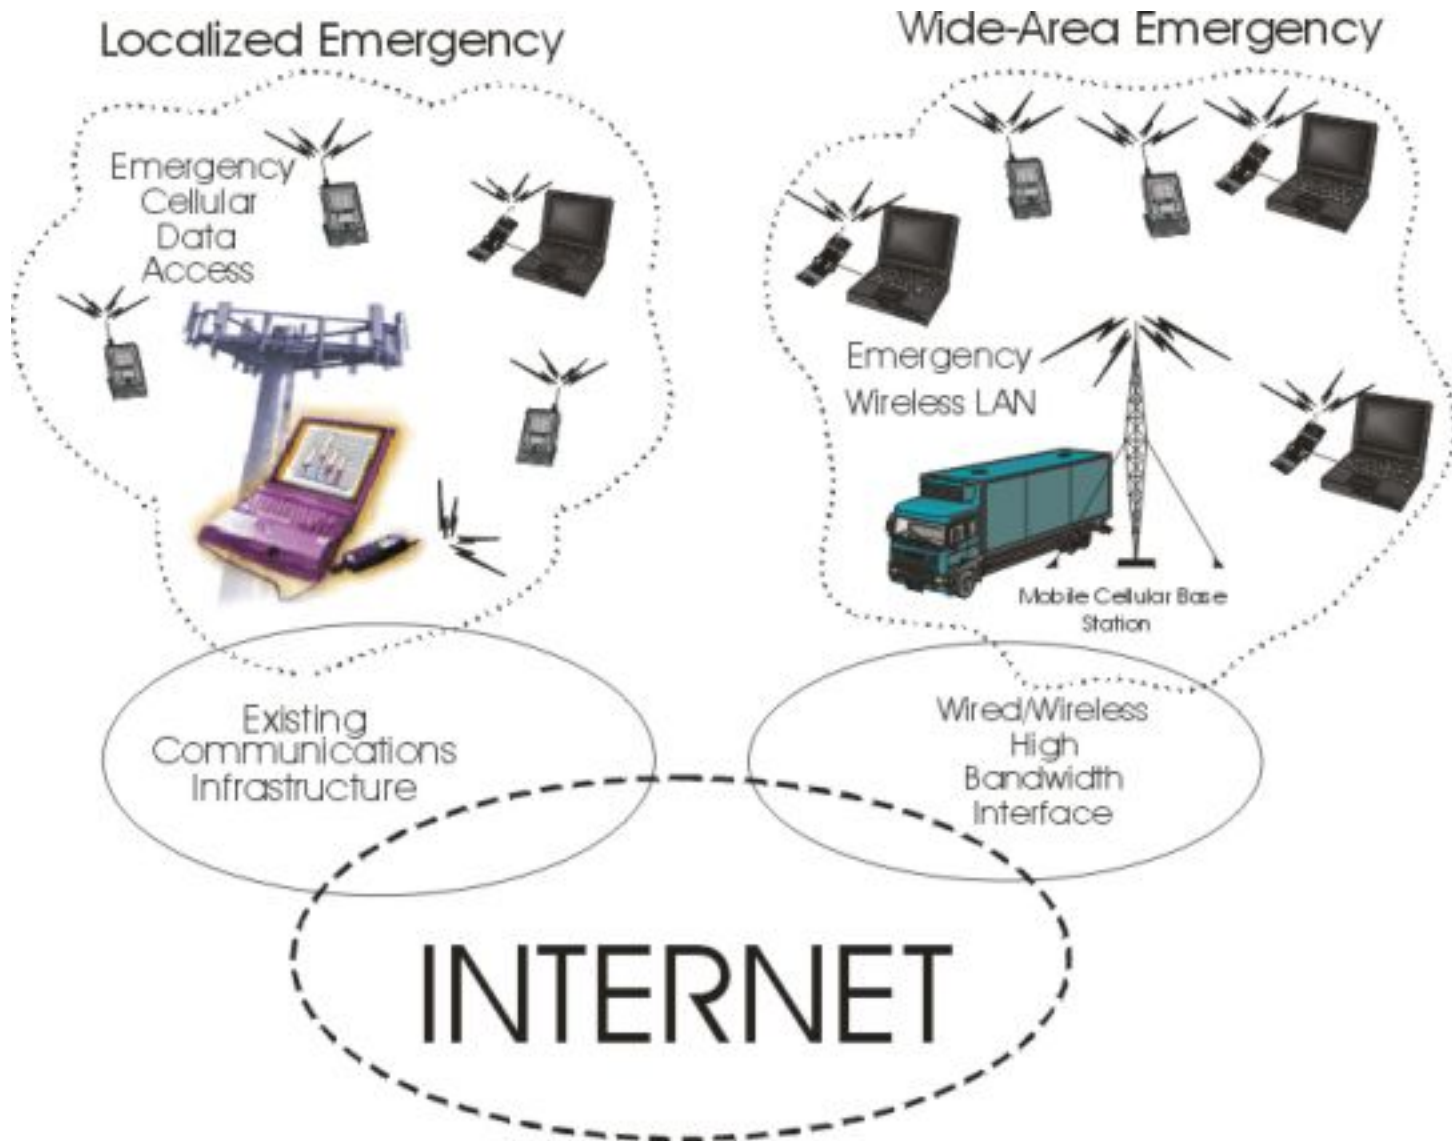 Localized Emergency
Wide-Area Emergency
Emergency
Cellular
Data
Access
Emergency
Wireless LAN
Mobile Cellular Base
Station
Existing
Communications
Infrastructure
Wired/Wireless
High
Bandwidth
Interface
INTERNET